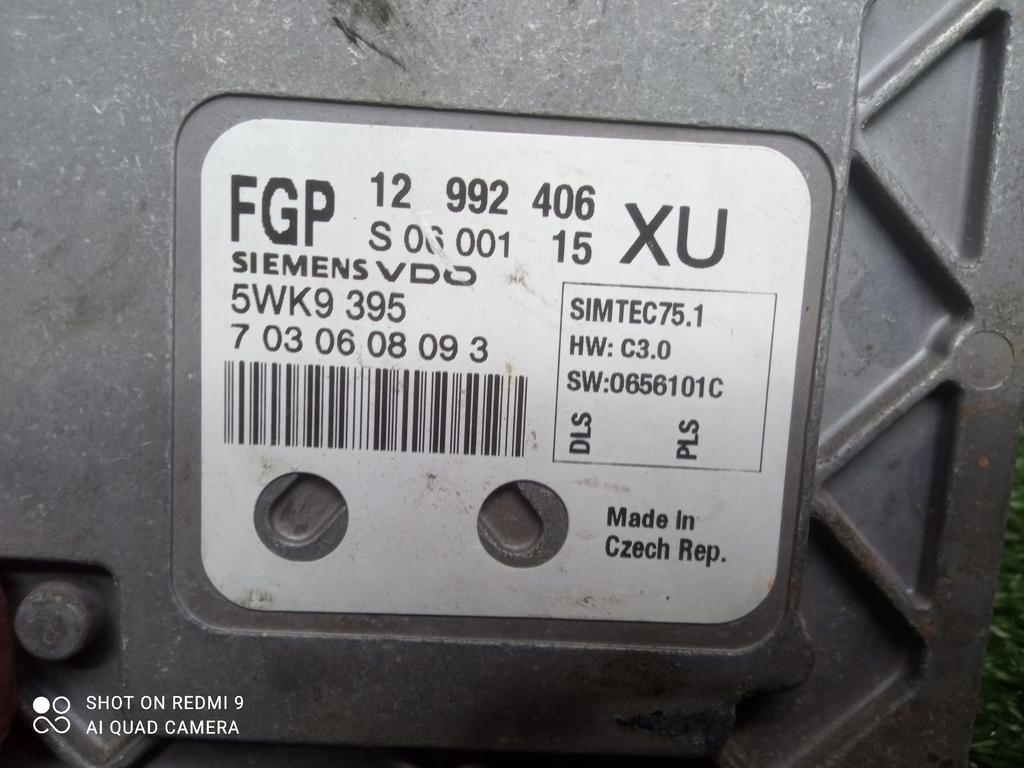 FGP 12 992 406 XU
S 06 001 15
SIEMENS VDO
5WK9 395
7 03 06 08 09 3
SIMTEC75.1
HW: C3.0
SW:0656101C
DLS PLS
Made in
Czech Rep.
SHOT ON REDMI 9
AI QUAD CAMERA